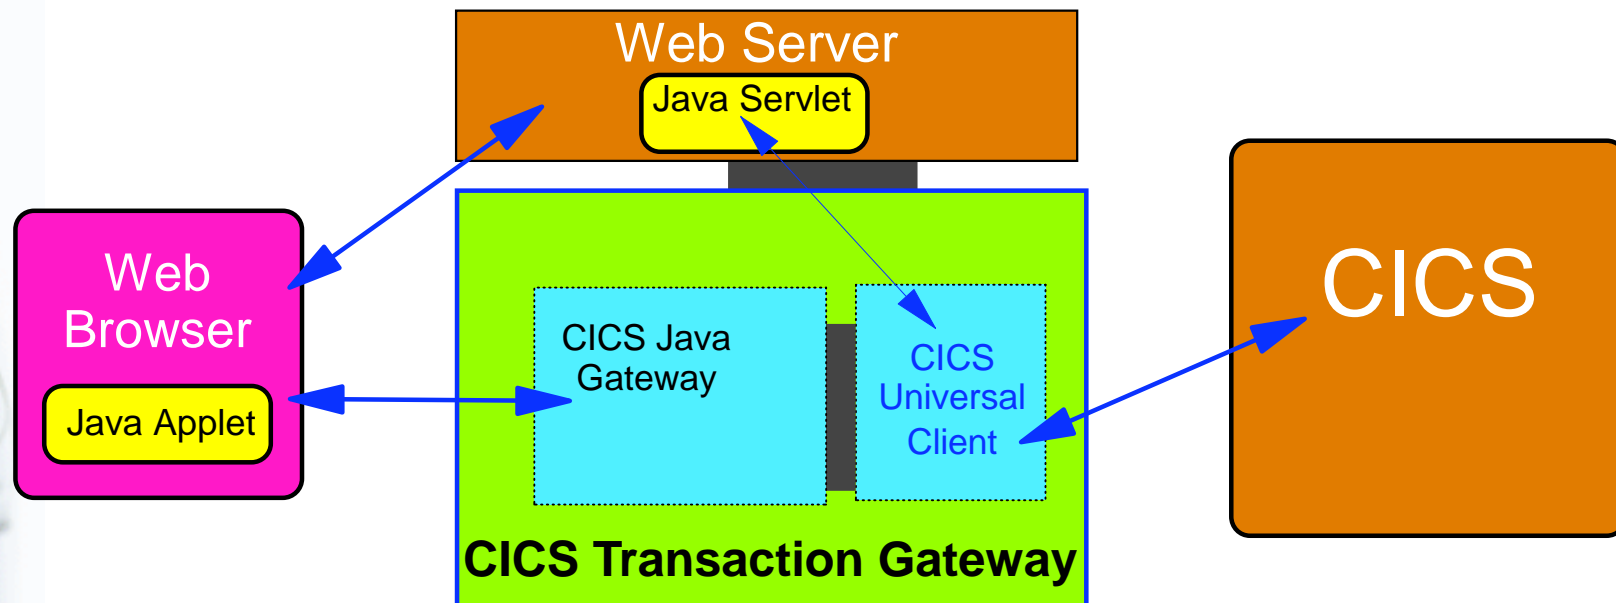 Web Server
Java Servlet
Web
Browser
Java Applet
CICS Java
Gateway
CICS
Universal
Client
CICS Transaction Gateway
CICS